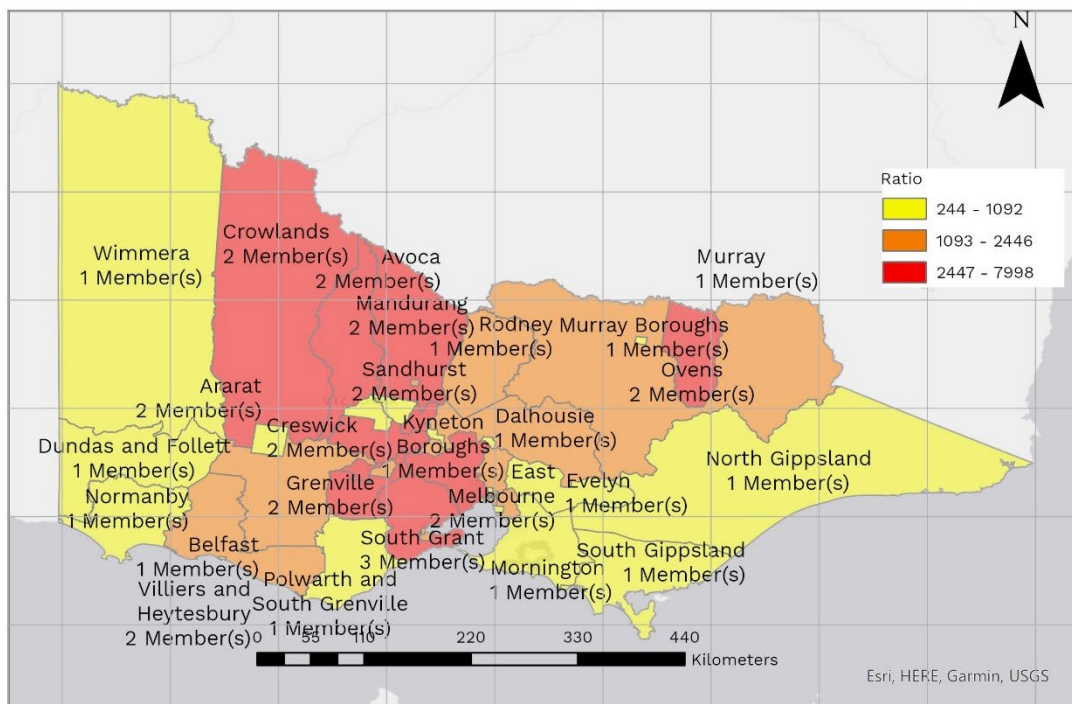 N
Ratio
244 - 1092
1093 - 2446
2447 - 7998
Wimmera
1 Member(s)
Crowlands
2 Member(s)
Avoca
2 Member(s)
Mandurang
2 Member(s)
Rodney
1 Member(s)
Murray
1 Member(s)
Murray Boroughs
1 Member(s)
Ovens
2 Member(s)
Sandhurst
2 Member(s)
Ararat
2 Member(s)
Creswick
2 Member(s)
Kyneton
Boroughs
1 Member(s)
Dalhousie
1 Member(s)
Dundas and Follett
1 Member(s)
Normanby
1 Member(s)
Grenville
2 Member(s)
East
Melbourne
2 Member(s)
Evelyn
1 Member(s)
North Gippsland
1 Member(s)
Belfast
1 Member(s)
Villiers and
Heytesbury
2 Member(s)
Polwarth and
South Grenville
1 Member(s)
South Grant
3 Member(s)
Mornington
1 Member(s)
South Gippsland
1 Member(s)
0 55 110 220 330 440
Kilometers
Esri, HERE, Garmin, USGS